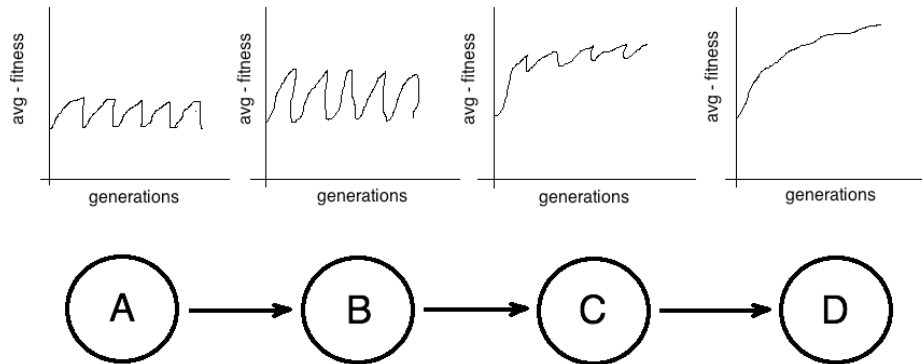 avg - fitness
generations
avg - fitness
generations
avg - fitness
generations
avg - fitness
generations
A
B
C
D